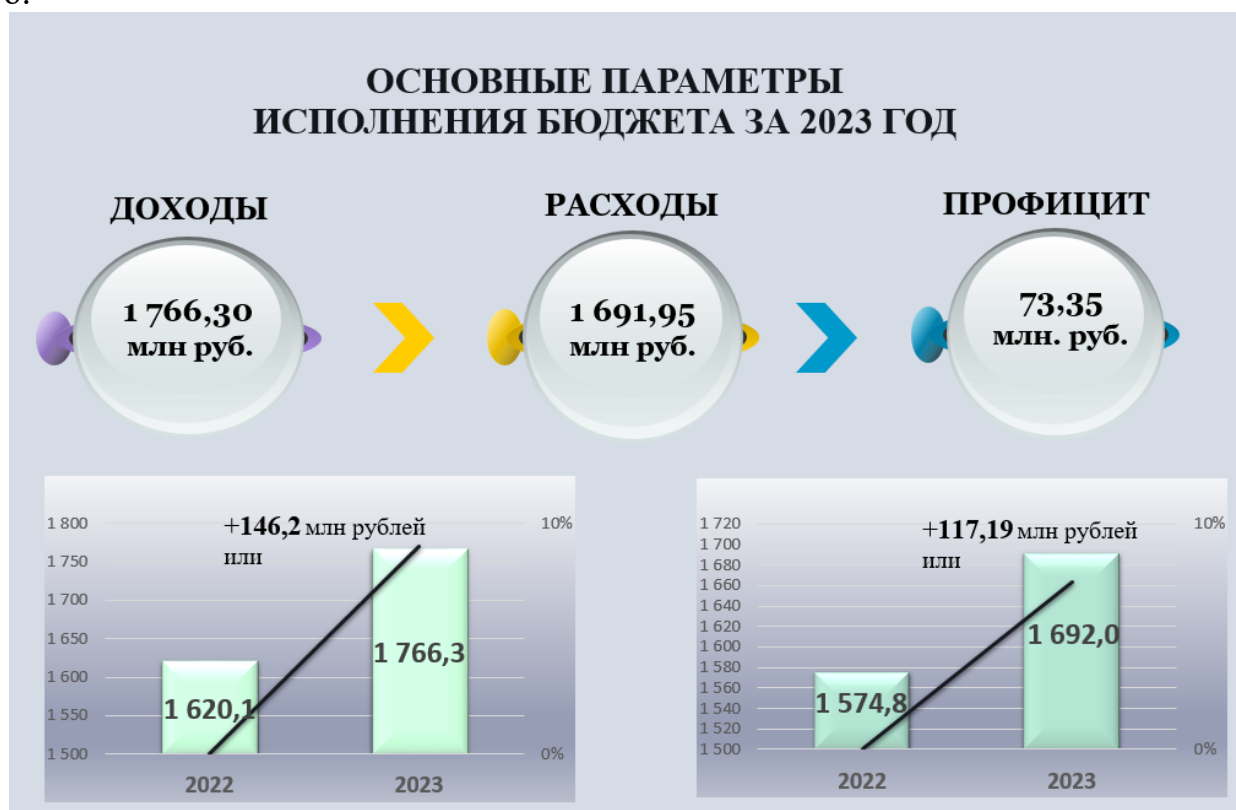 ОСНОВНЫЕ ПАРАМЕТРЫ
ИСПОЛНЕНИЯ БЮДЖЕТА ЗА 2023 ГОД
ДОХОДЫ
1 766,30
млн руб.
РАСХОДЫ
1 691,95
млн руб.
ПРОФИЦИТ
73,35
млн. руб.
+146,2 млн рублей
или
1 800
1 750
1 700
1 650
1 600
1 550
1 500
10%
0%
1 620,1
1 766,3
2022
2023
+117,19 млн рублей
или
1 720
1 700
1 680
1 660
1 640
1 620
1 600
1 580
1 560
1 540
1 520
1 500
10%
0%
1 574,8
1 692,0
2022
2023